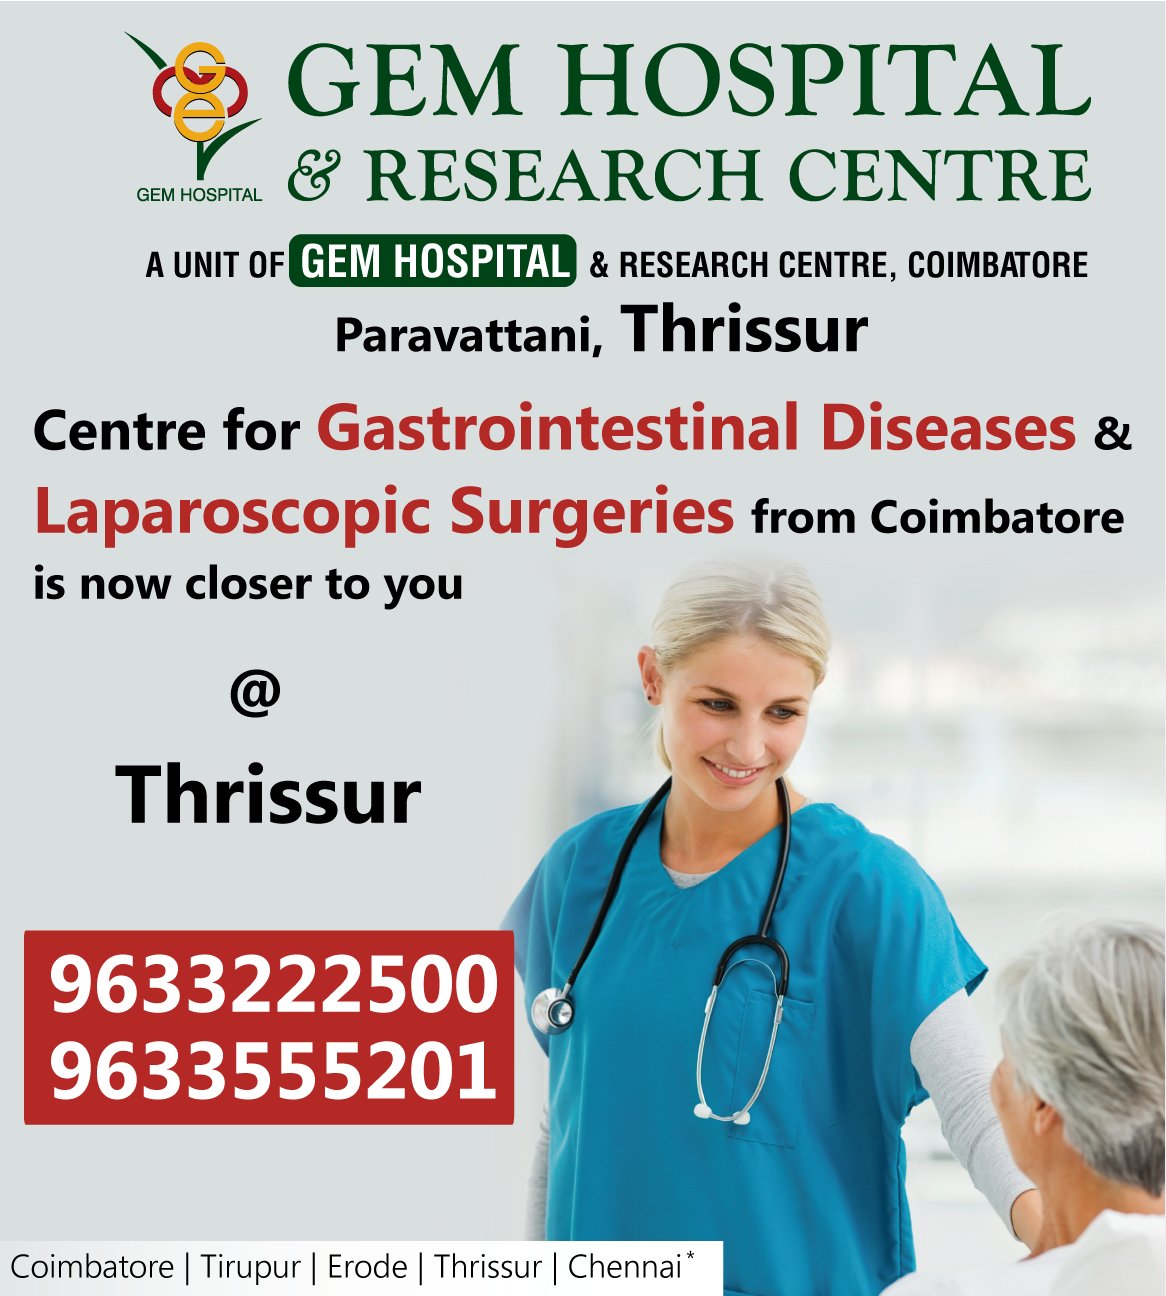 GEM HOSPITAL
& RESEARCH CENTRE
GEM HOSPITAL
A UNIT OF GEM HOSPITAL & RESEARCH CENTRE, COIMBATORE
Paravattani, Thrissur
Centre for Gastrointestinal Diseases &
Laparoscopic Surgeries from Coimbatore
is now closer to you
@
Thrissur
9633222500
9633555201
Coimbatore | Tirupur | Erode | Thrissur | Chennai*